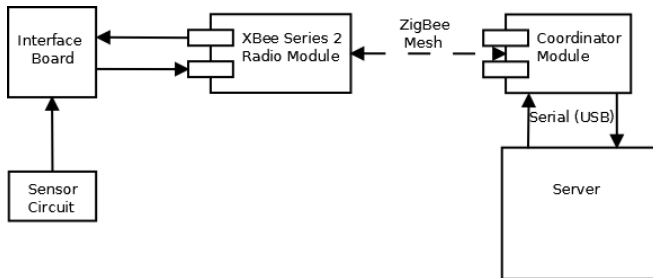 Interface
Board
XBee Series 2
Radio Module
ZigBee
Mesh
Coordinator
Module
Serial (USB)
Sensor
Circuit
Server